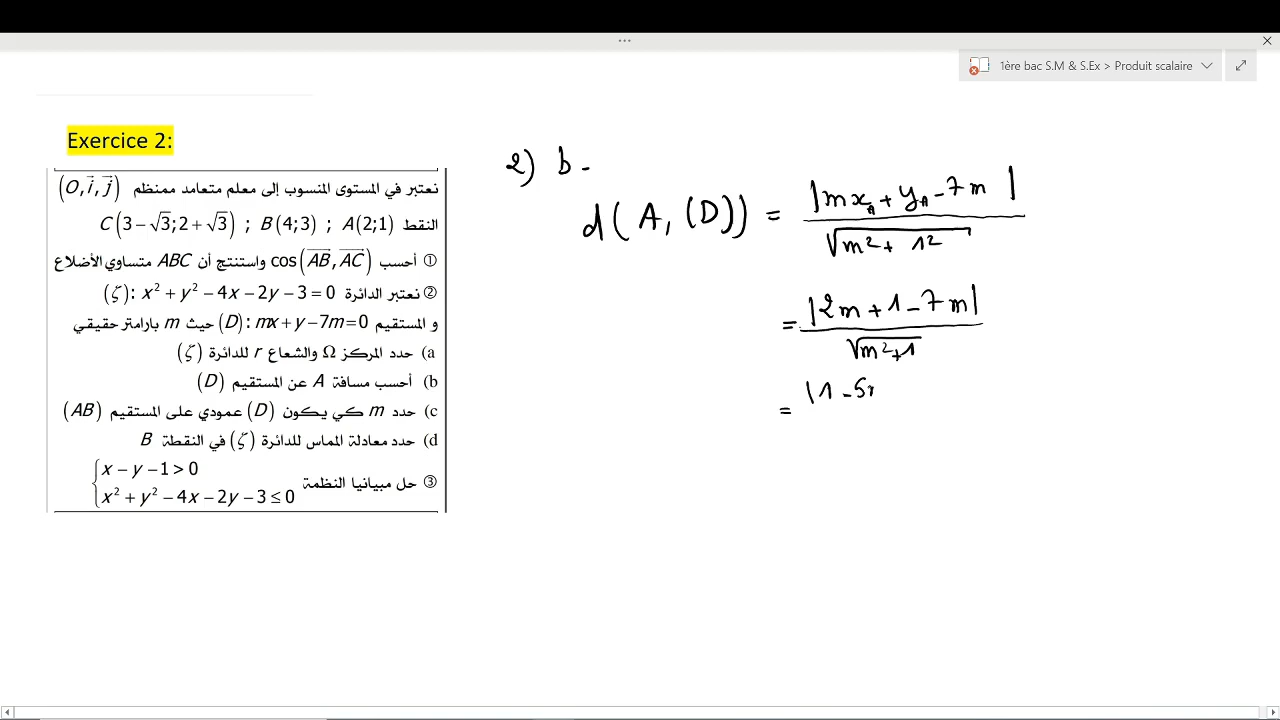 1ère bac S.M & S.Ex > Produit scalaire
Exercice 2:
نعتبر في المستوى المنسوب إلى معلم متعامد ممنظم (O, i⃗, j⃗)
النقط A(2;1) ; B(4;3) ; C(3−√3;2+√3)
① أحسب cos(AB⃗, AC⃗) واستنتج أن ABC متساوي الأضلاع
② نعتبر الدائرة (ζ): x² + y² − 4x − 2y − 3 = 0
و المستقيم (D): mx + y − 7m = 0 حيث m بارامتر حقيقي
a) حدد المركز Ω والشعاع r للدائرة (ζ)
b) أحسب مسافة A عن المستقيم (D)
c) حدد m كي يكون (D) عمودي على المستقيم (AB)
d) حدد معادلة المماس للدائرة (ζ) في النقطة B
③ حل مبيانيا النظمة { x − y − 1 > 0
x² + y² − 4x − 2y − 3 ≤ 0
2) b -
d(A, (D)) = |mx_A + y_A - 7m| / √m² + 1²
= |2m + 1 - 7m| / √m² + 1
= |1 - 5